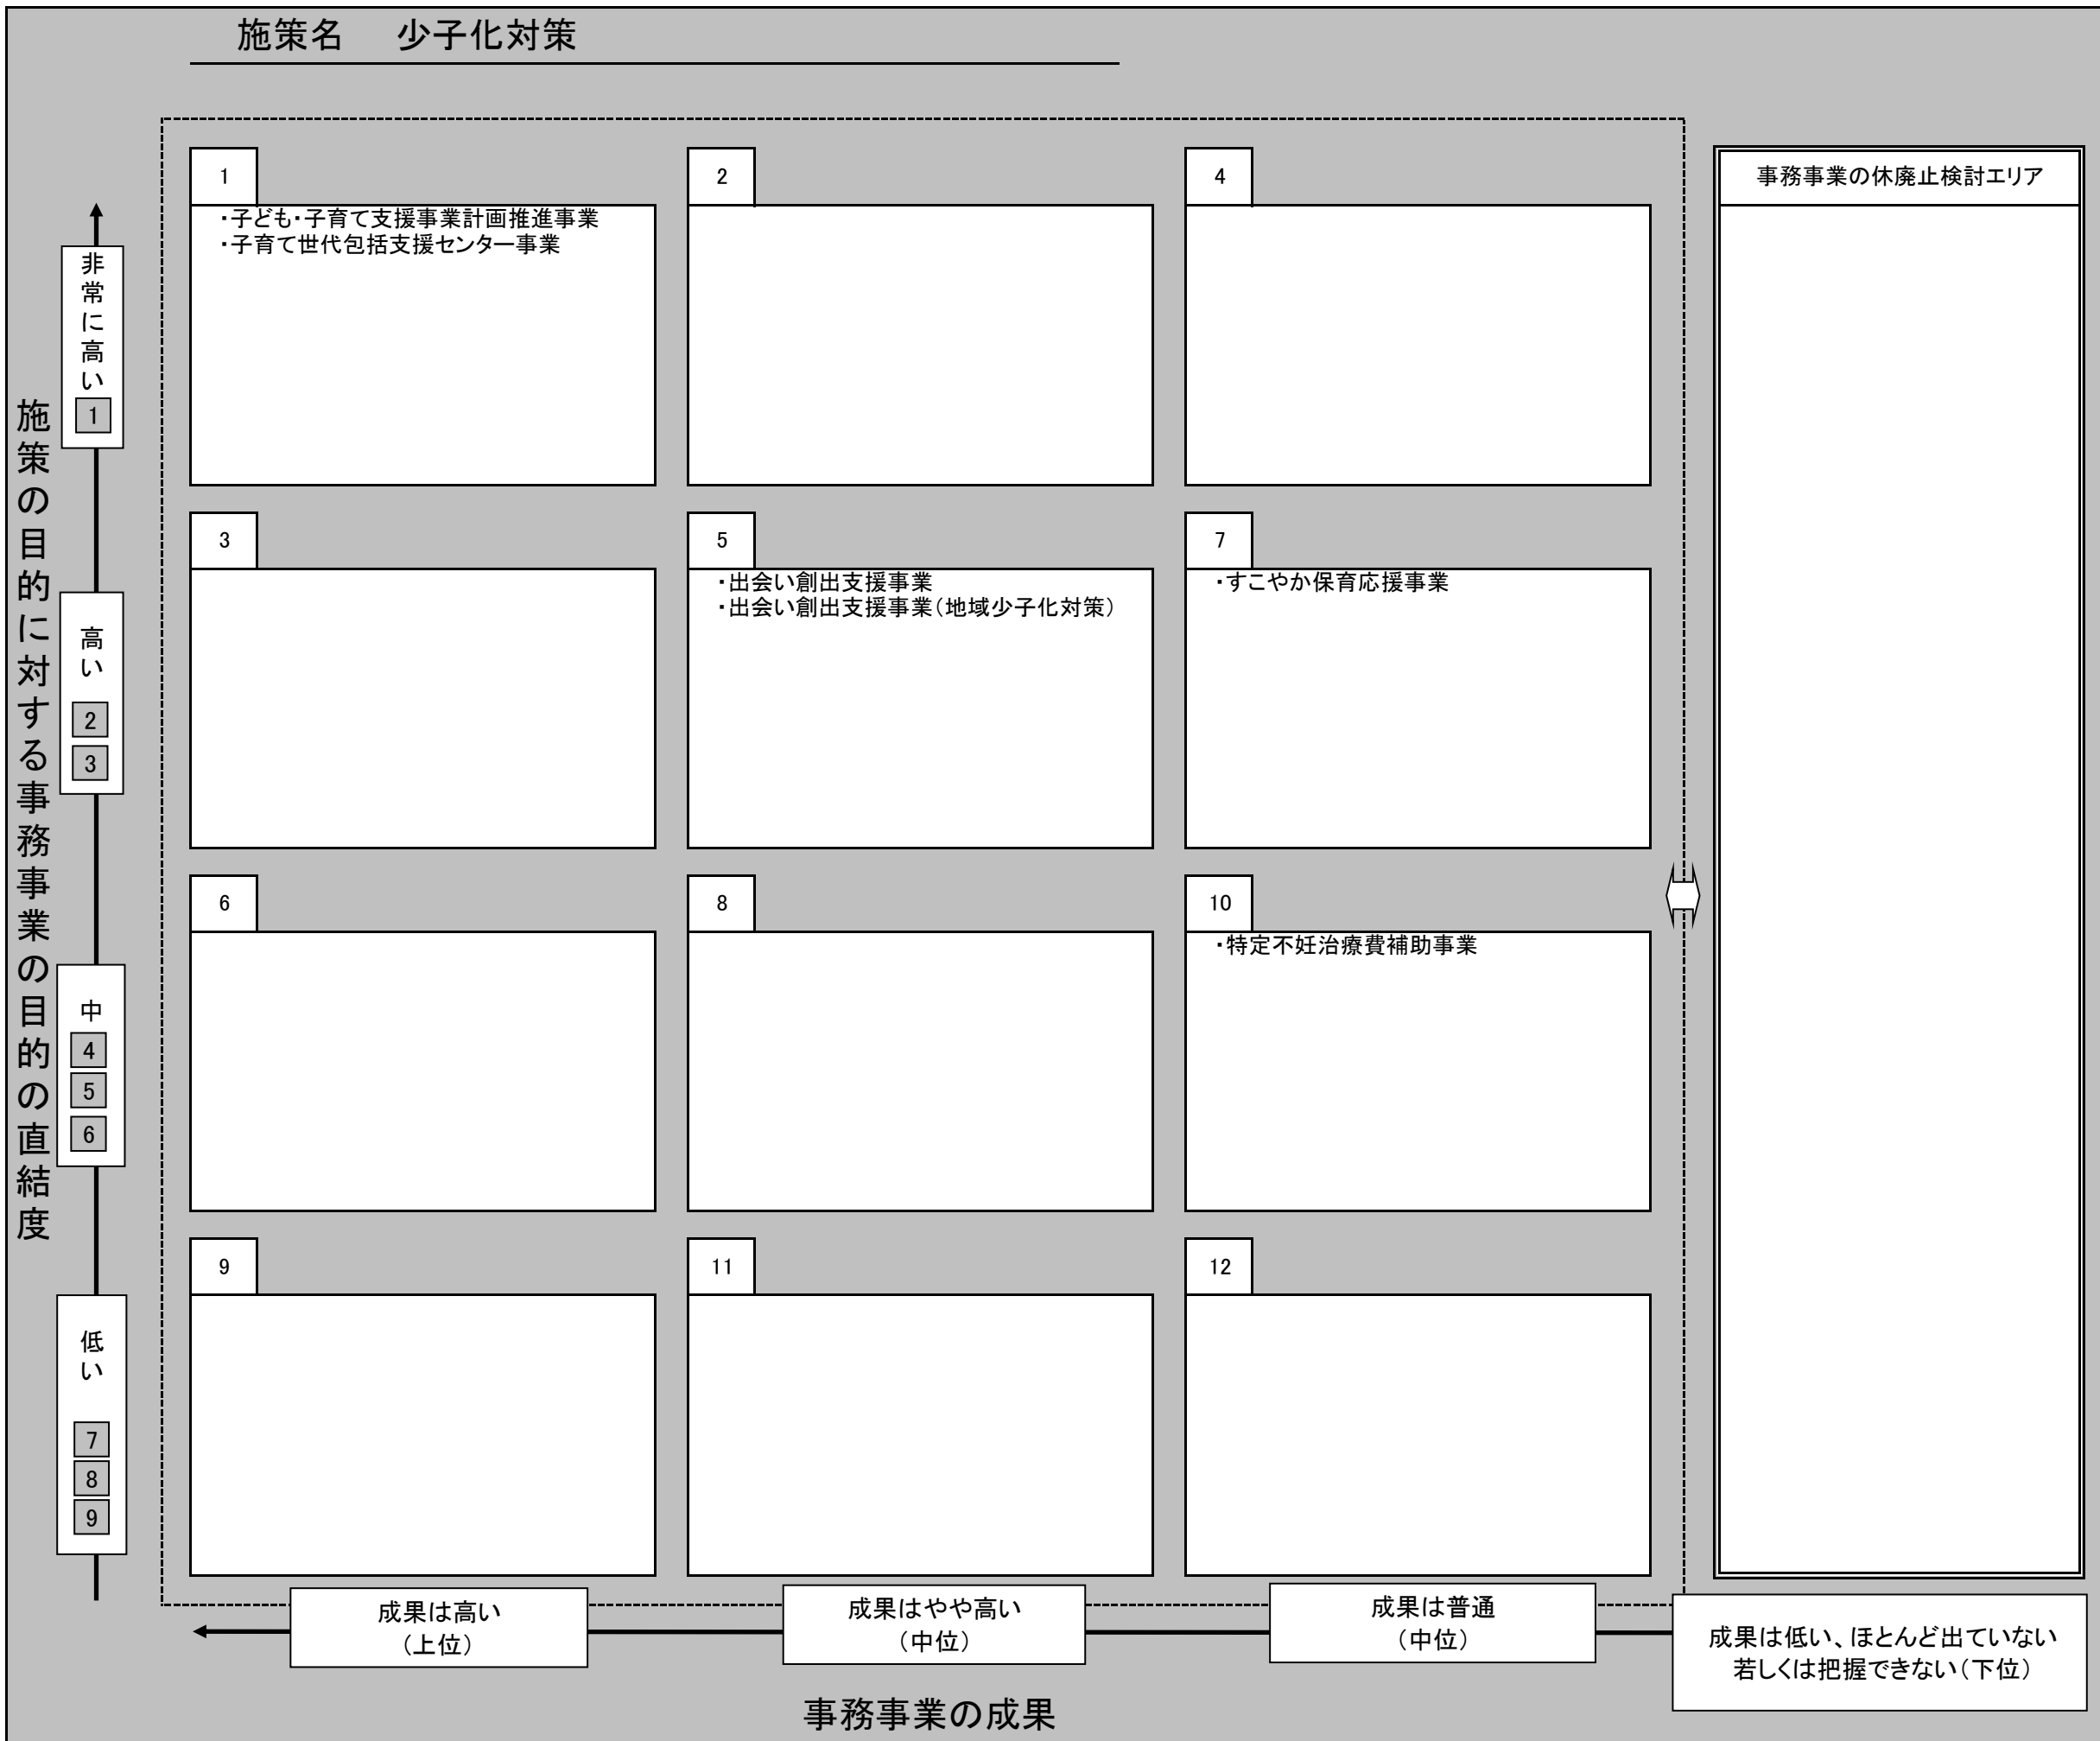 施策名　少子化対策
1
2
4
事務事業の休廃止検討エリア
・子ども・子育て支援事業計画推進事業
・子育て世代包括支援センター事業
非常に高い
1
施策の目的に対する事務事業の目的の直結度
3
5
7
・出会い創出支援事業
・出会い創出支援事業(地域少子化対策)
・すこやか保育応援事業
高い
2
3
6
8
10
・特定不妊治療費補助事業
中
4
5
6
9
11
12
低い
7
8
9
成果は高い
(上位)
成果はやや高い
(中位)
成果は普通
(中位)
成果は低い、ほとんど出ていない
若しくは把握できない(下位)
事務事業の成果